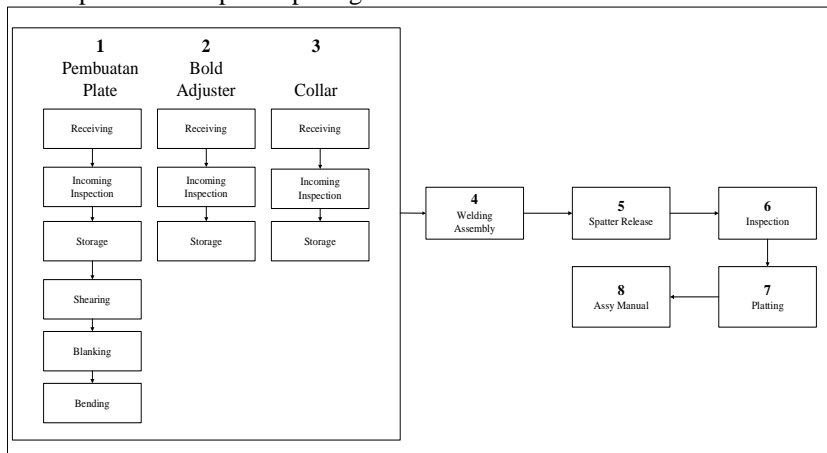 1
Pembuatan
Plate
Receiving
Incoming
Inspection
Storage
Shearing
Blanking
Bending
2
Bold
Adjuster
Receiving
Incoming
Inspection
Storage
3
Collar
Receiving
Incoming
Inspection
Storage
4
Welding
Assembly
5
Spatter Release
6
Inspection
7
Platting
8
Assy Manual